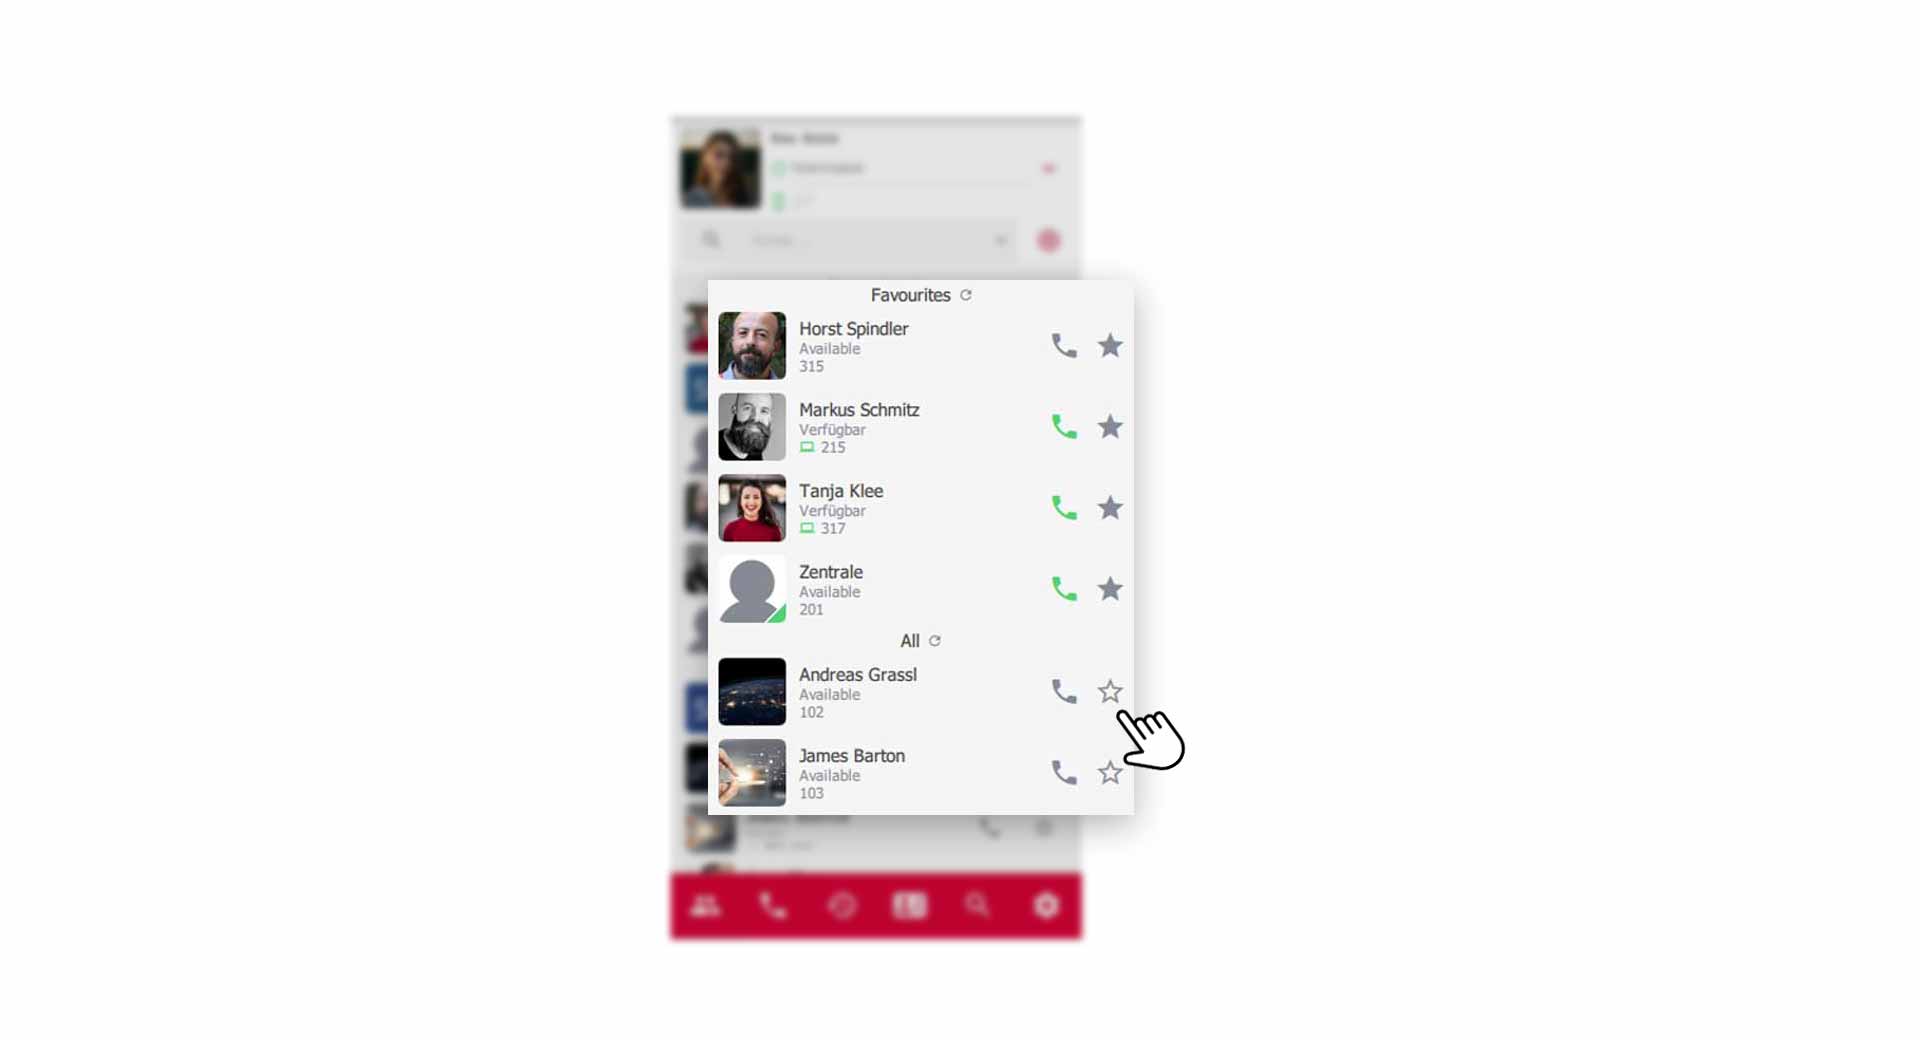 Favourites
Horst Spindler
Available
315
Markus Schmitz
Verfügbar
215
Tanja Klee
Verfügbar
317
Zentrale
Available
201
All
Andreas Grassl
Available
102
James Barton
Available
103